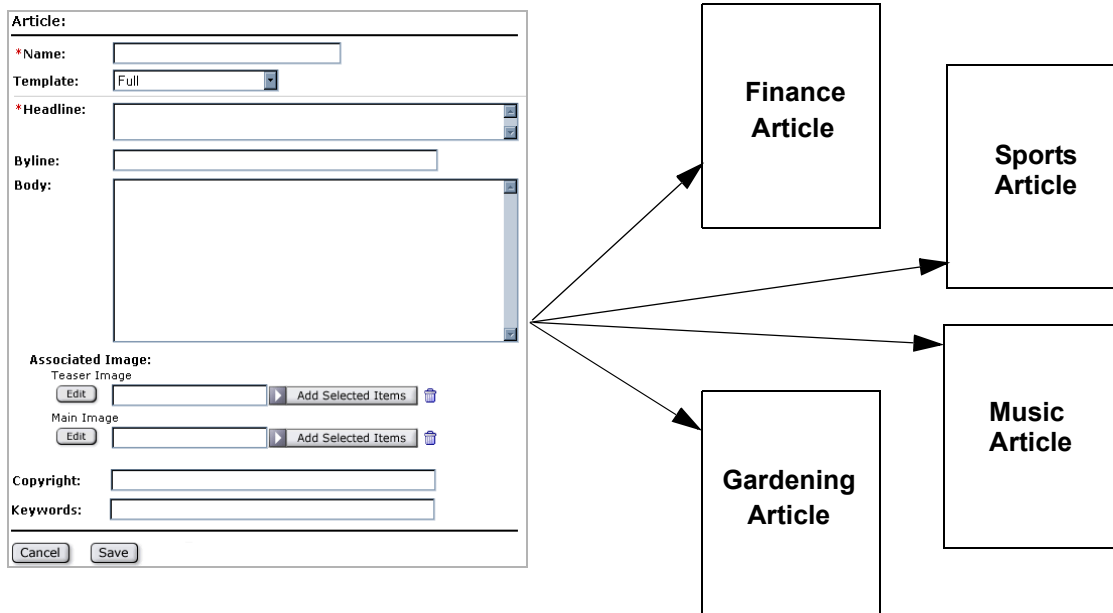 Article:
*Name:
Template: Full
*Headline:
Byline:
Body:
Associated Image:
Teaser Image
Edit Add Selected Items
Main Image
Edit Add Selected Items
Copyright:
Keywords:
Cancel Save
Finance
Article
Sports
Article
Music
Article
Gardening
Article